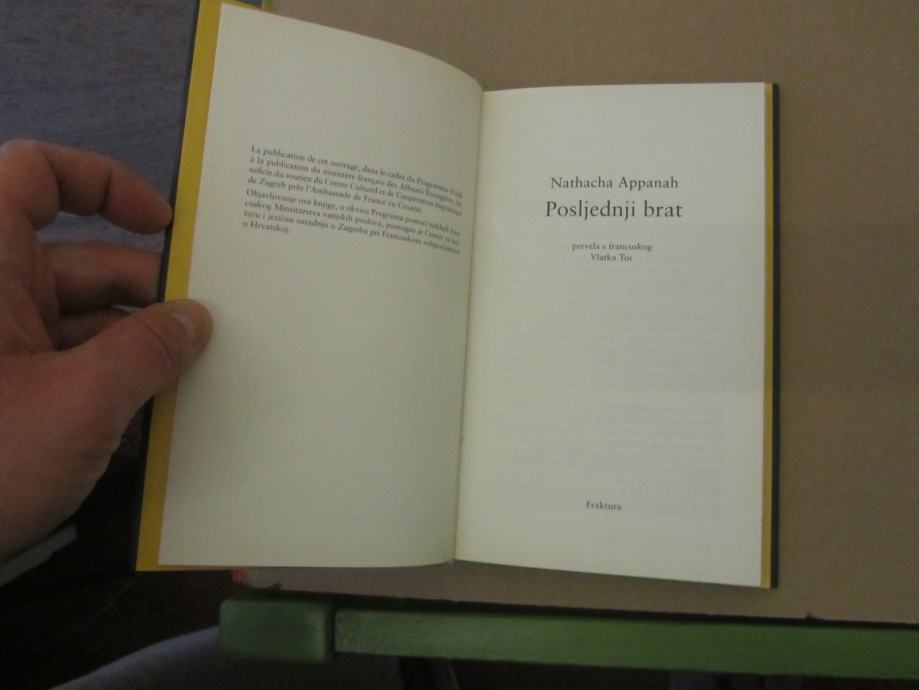 La publication de cet ouvrage, dans le cadre du Programme d'aide
à la publication du ministère français des Affaires Étrangères, bé-
néficie du soutien du Centre Culturel et de Coopération linguistique
de Zagreb près l'Ambassade de France en Croatie.
Objavljivanje ove knjige, u okviru Programa pomoći nakladi fran-
cuskog Ministarstva vanjskih poslova, pomogao je Centar za kul-
turu i jezičnu suradnju u Zagrebu pri Francuskom veleposlanstvu
u Hrvatskoj.
Nathacha Appanah
Posljednji brat
prevela s francuskog
Vlatka Tor
Fraktura